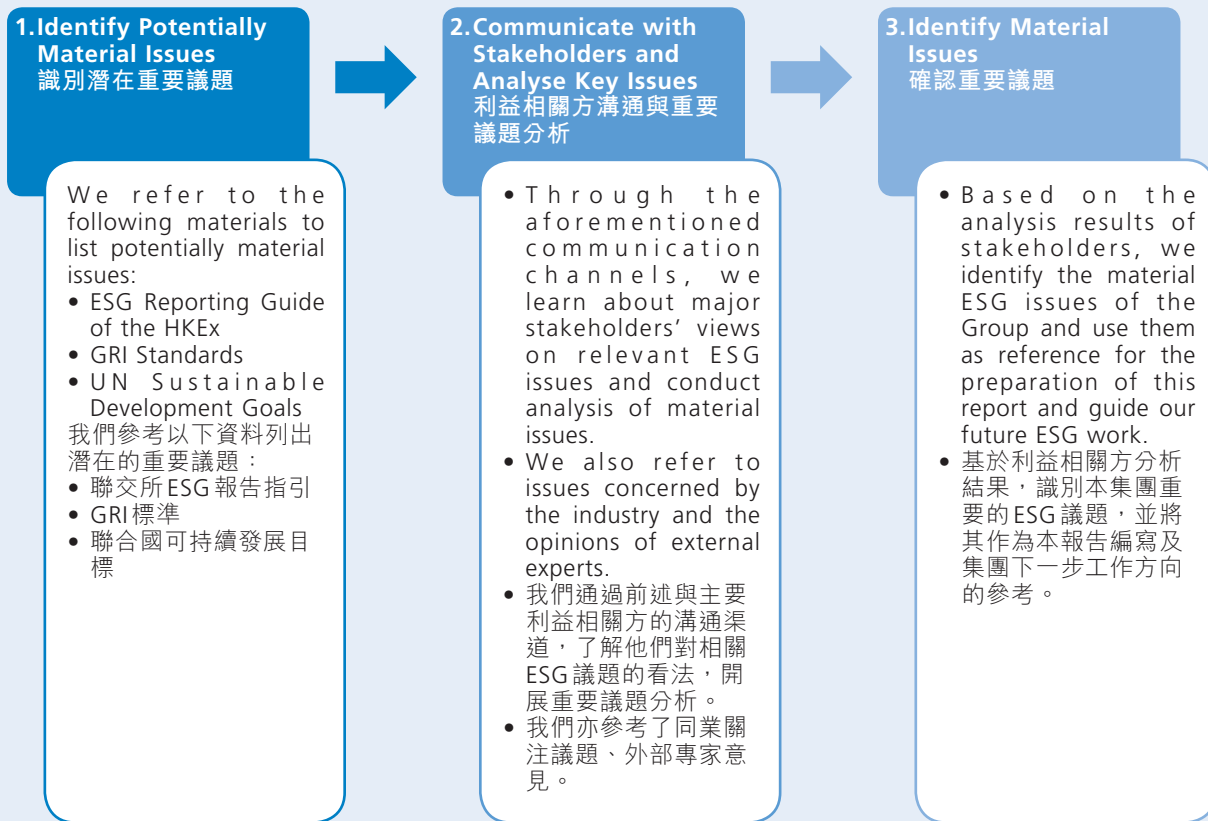 1.Identify Potentially
Material Issues
識別潛在重要議題
We refer to the
following materials to
list potentially material
issues:
• ESG Reporting Guide
of the HKEx
• GRI Standards
• UN Sustainable
Development Goals
我們參考以下資料列出
潛在的重要議題：
• 聯交所ESG報告指引
• GRI標準
• 聯合國可持續發展目
標
2.Communicate with
Stakeholders and
Analyse Key Issues
利益相關方溝通與重要
議題分析
• Through the
aforementioned
communication
channels, we
learn about major
stakeholders’ views
on relevant ESG
issues and conduct
analysis of material
issues.
• We also refer to
issues concerned by
the industry and the
opinions of external
experts.
• 我們通過前述與主要
利益相關方的溝通渠
道，了解他們對相關
ESG議題的看法，開
展重要議題分析。
• 我們亦參考了同業關
注議題、外部專家意
見。
3.Identify Material
Issues
確認重要議題
• Based on the
analysis results of
stakeholders, we
identify the material
ESG issues of the
Group and use them
as reference for the
preparation of this
report and guide our
future ESG work.
• 基於利益相關方分析
結果，識別本集團重
要的ESG議題，並將
其作為本報告編寫及
集團下一步工作方向
的參考。